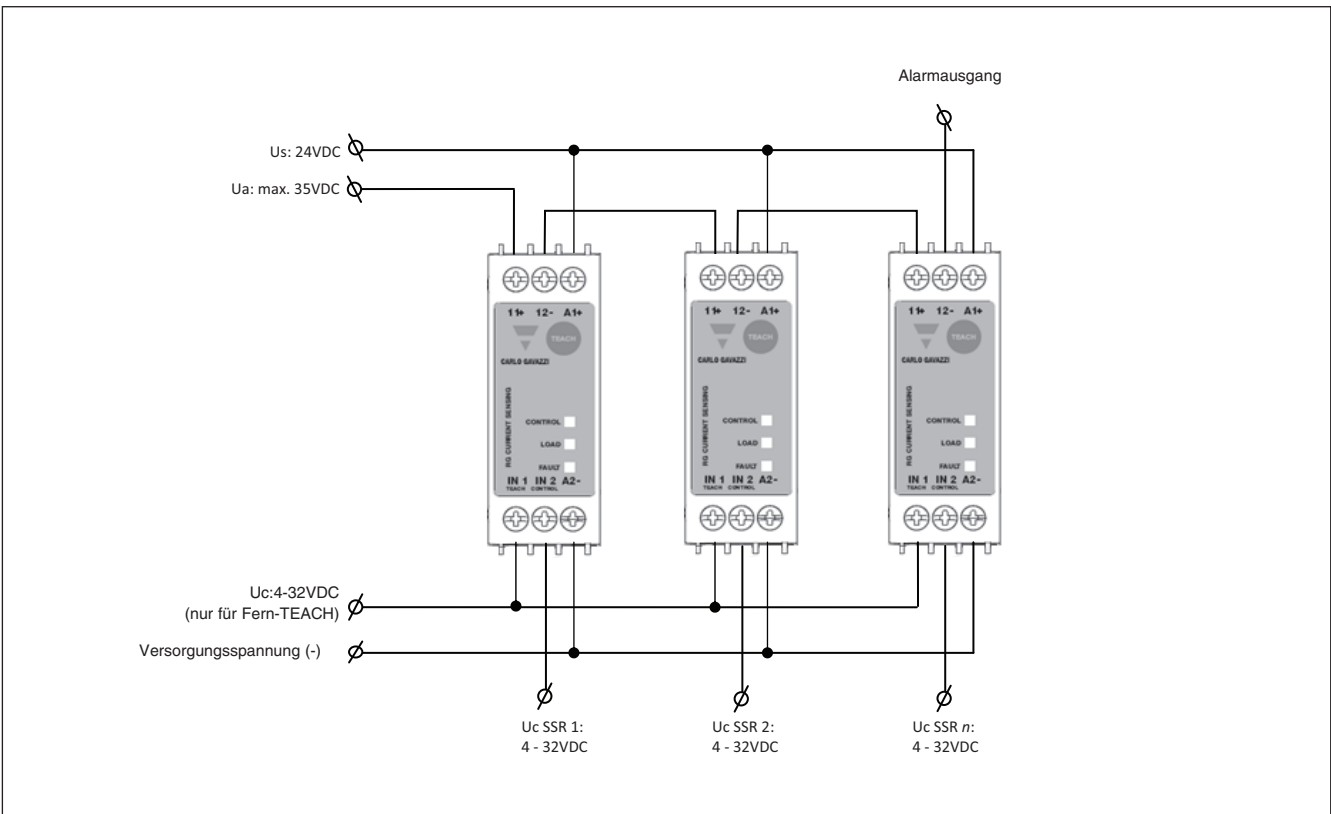 Alarmausgang
Us: 24VDC
Ua: max. 35VDC
11+ 12- A1+
TEACH
CARLO GAVAZZI
RG CURRENT SENSING
CONTROL
LOAD
FAULT
IN 1 IN 2 A2-
TEACH CONTROL
11+ 12- A1+
TEACH
CARLO GAVAZZI
RG CURRENT SENSING
CONTROL
LOAD
FAULT
IN 1 IN 2 A2-
TEACH CONTROL
11+ 12- A1+
TEACH
CARLO GAVAZZI
RG CURRENT SENSING
CONTROL
LOAD
FAULT
IN 1 IN 2 A2-
TEACH CONTROL
Uc:4-32VDC
(nur für Fern-TEACH)
Versorgungsspannung (-)
Uc SSR 1:
4 - 32VDC
Uc SSR 2:
4 - 32VDC
Uc SSR n:
4 - 32VDC